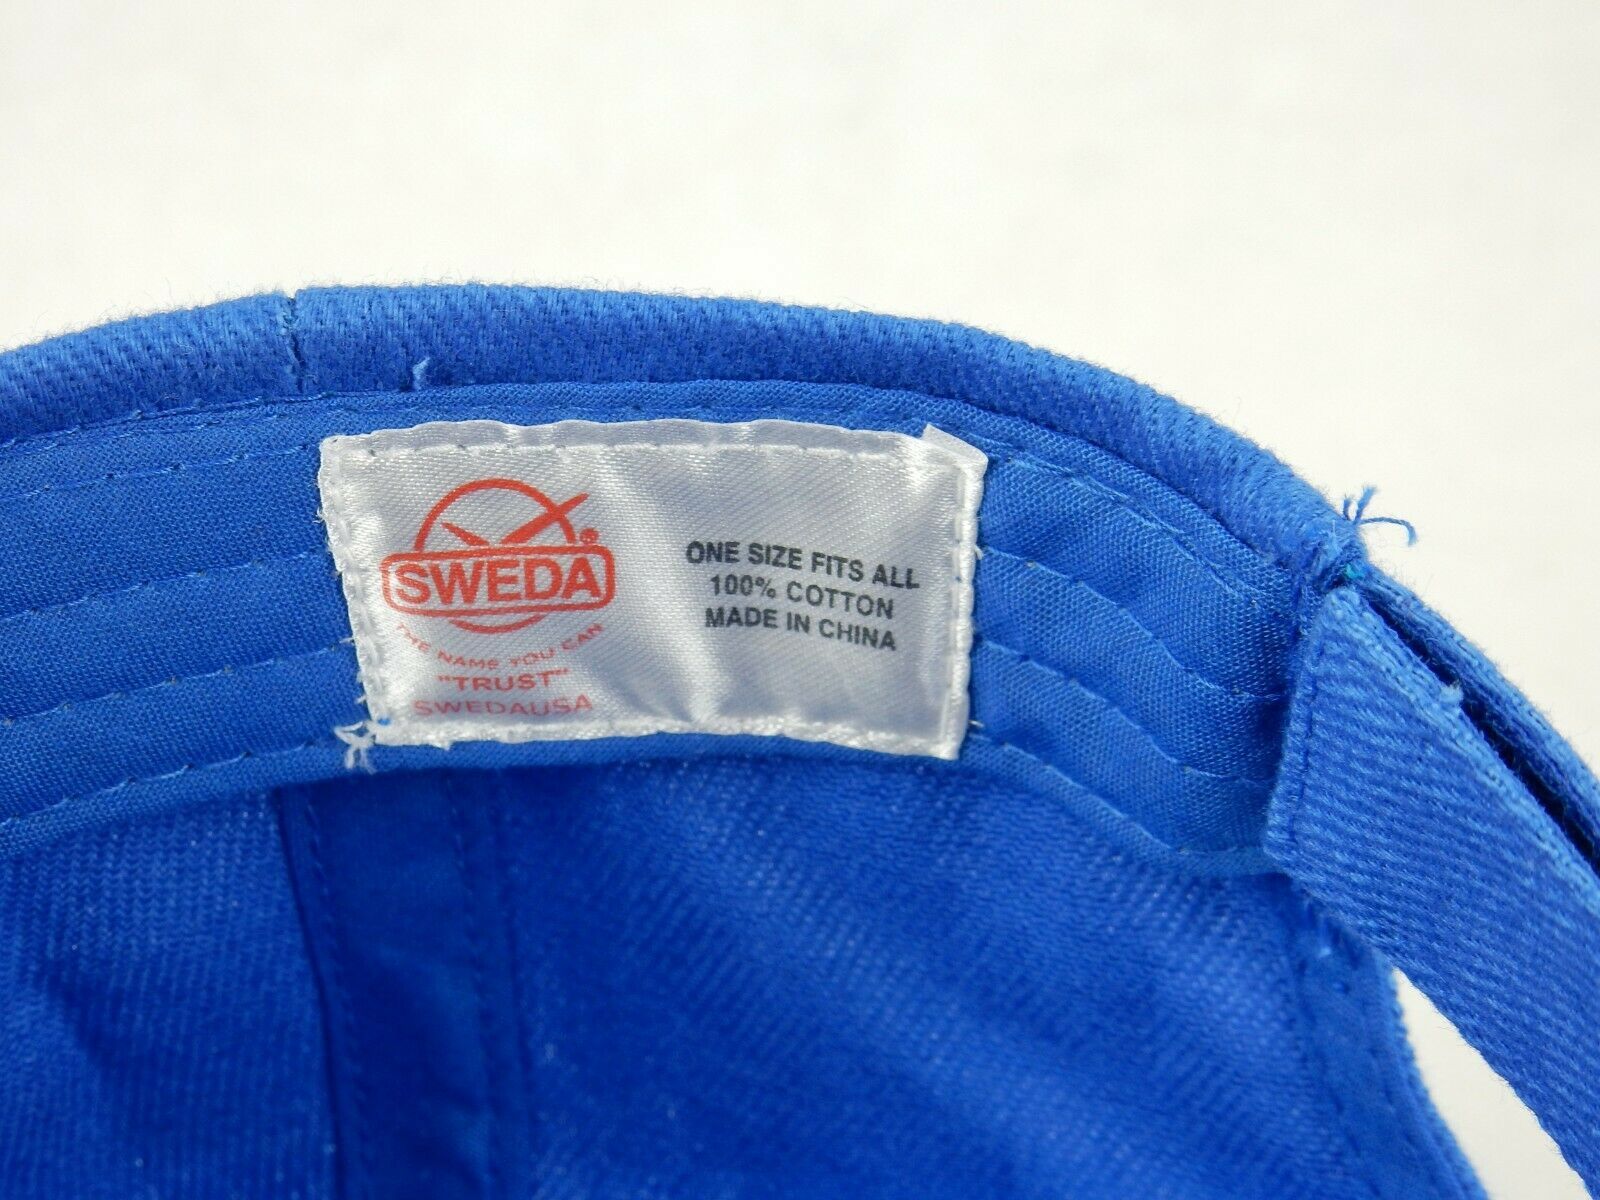 SWEDA®
THE NAME YOU CAN
"TRUST"
SWEDAUSA
ONE SIZE FITS ALL
100% COTTON
MADE IN CHINA